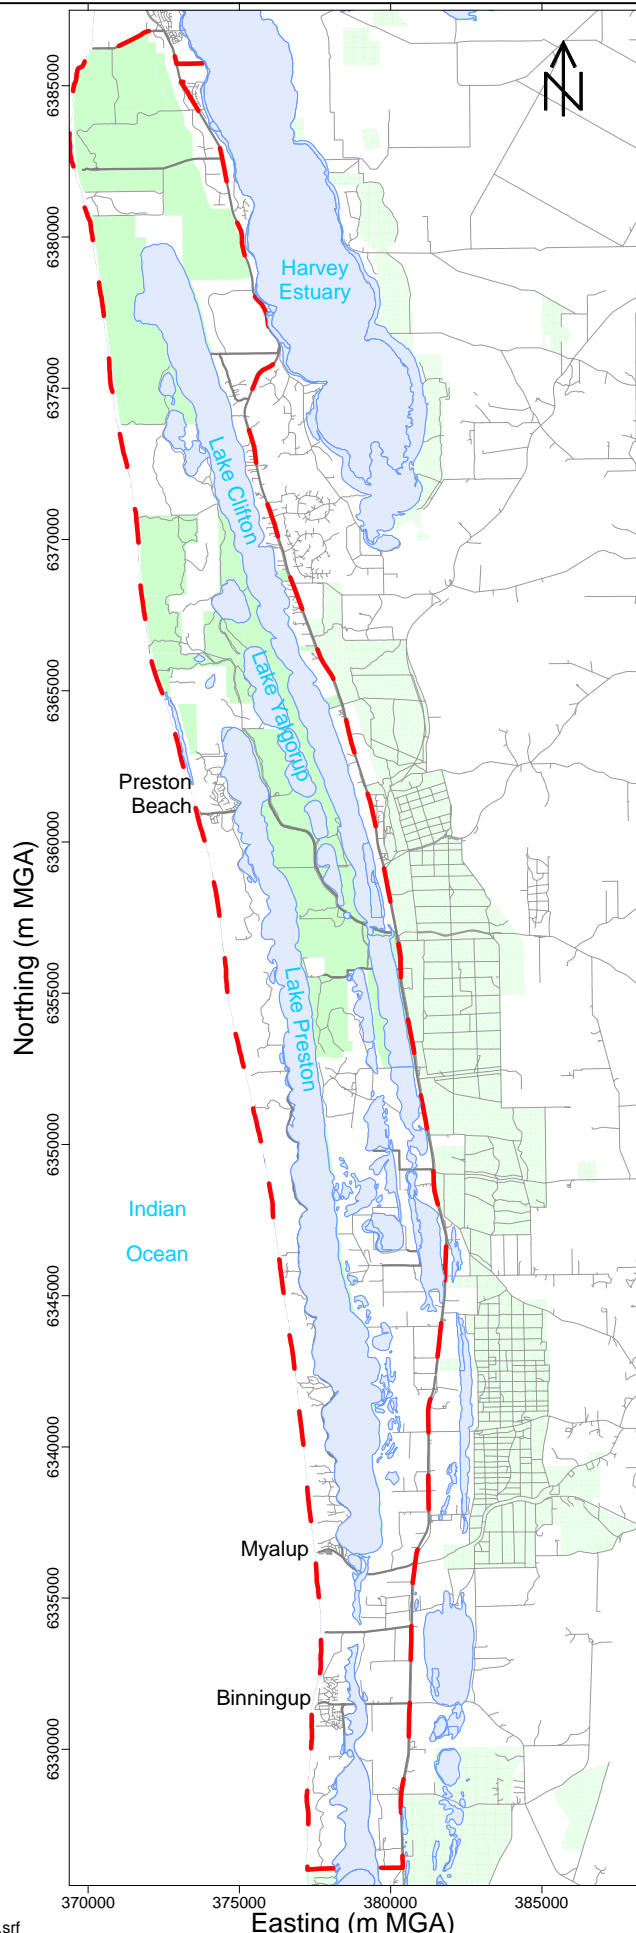 6385000
6380000
6375000
6370000
6365000
6360000
6355000
6350000
6345000
6340000
6335000
6330000
Northing (m MGA)
N
Harvey
Estuary
Lake Clifton
Lake Yalgorup
Preston
Beach
Lake Preston
Indian
Ocean
Myalup
Binningup
370000
375000
380000
385000
Easting (m MGA)
.srf